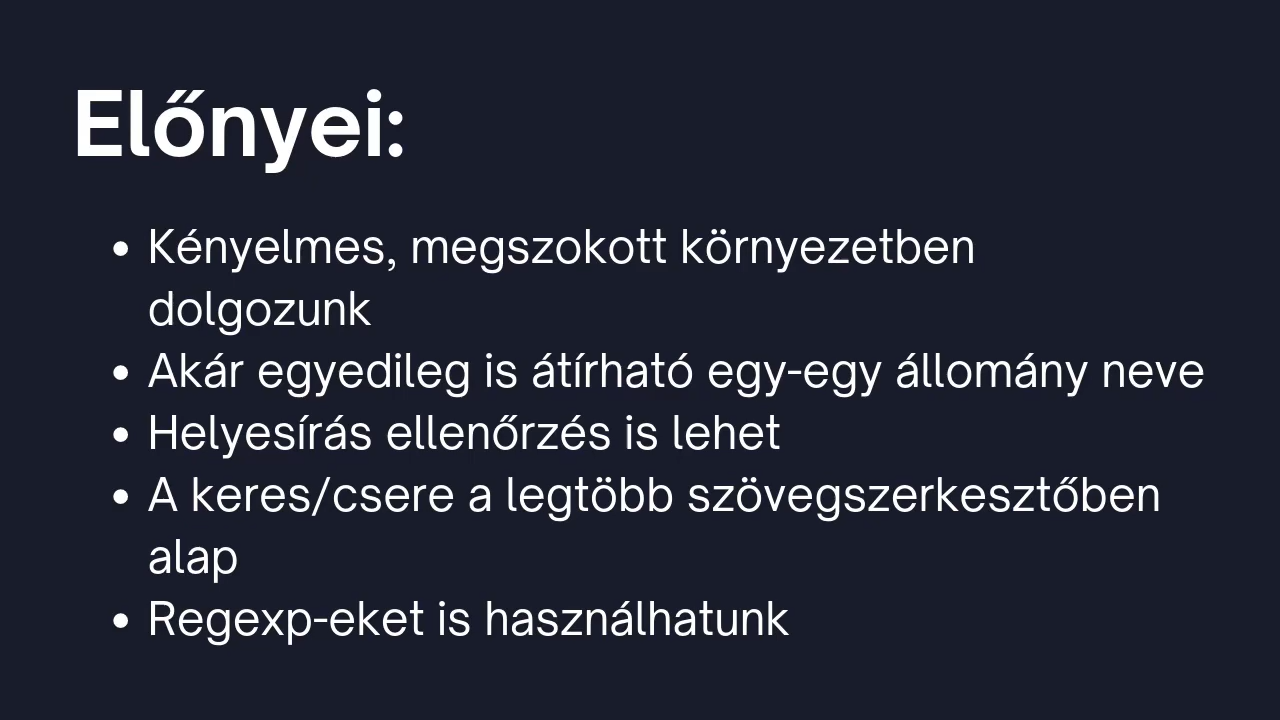 Előnyei:
• Kényelmes, megszokott környezetben
dolgozunk
• Akár egyedileg is átírható egy-egy állomány neve
• Helyesírás ellenőrzés is lehet
• A keres/csere a legtöbb szövegszerkesztőben
alap
• Regexp-eket is használhatunk